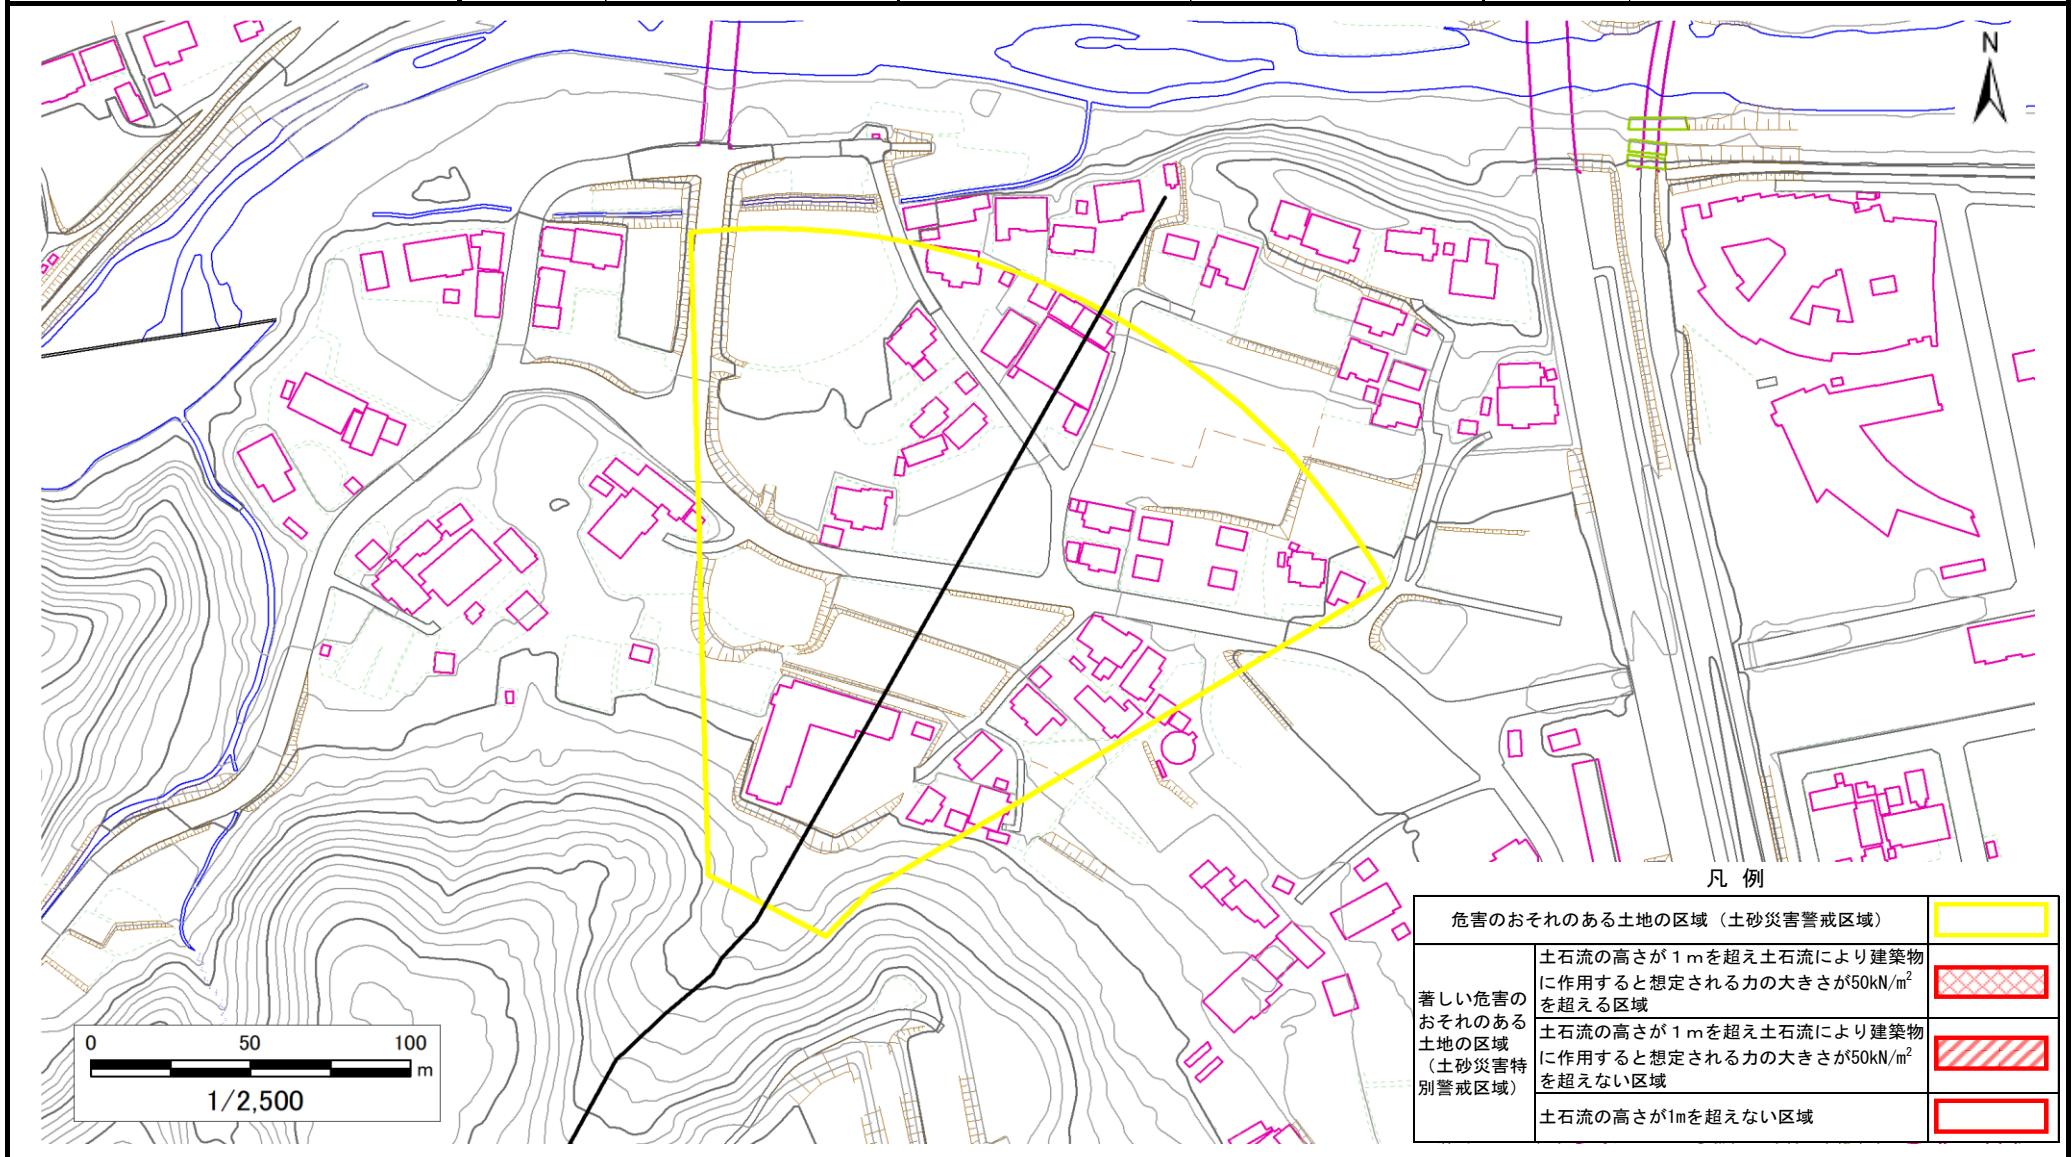 N
凡 例
危害のおそれのある土地の区域（土砂災害警戒区域）
著しい危害の
おそれのある
土地の区域
（土砂災害特
別警戒区域）
土石流の高さが１ｍを超え土石流により建築物
に作用すると想定される力の大きさが50kN/m²
を超える区域
土石流の高さが１ｍを超え土石流により建築物
に作用すると想定される力の大きさが50kN/m²
を超えない区域
土石流の高さが1mを超えない区域
0 50 100
m
1/2,500